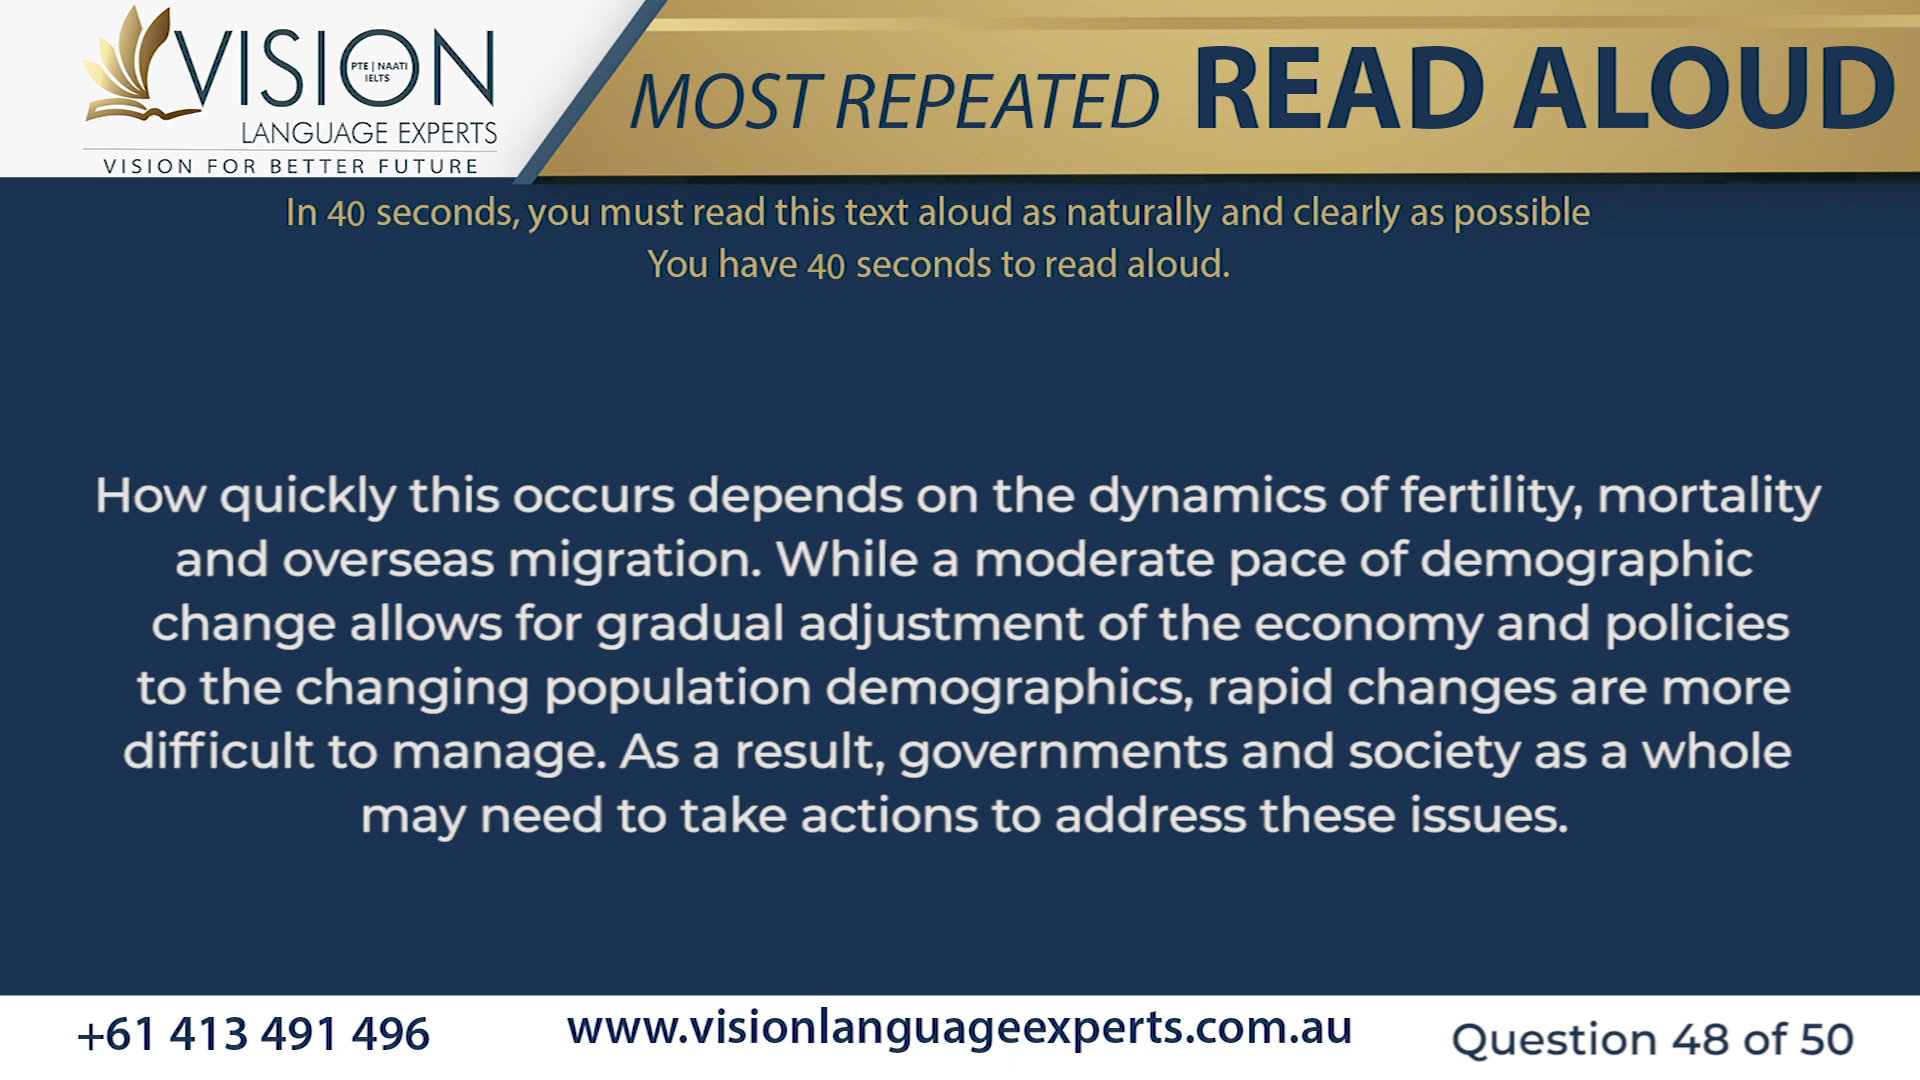 VISION
PTE | NAATI
IELTS
LANGUAGE EXPERTS
VISION FOR BETTER FUTURE
MOST REPEATED READ ALOUD
In 40 seconds, you must read this text aloud as naturally and clearly as possible
You have 40 seconds to read aloud.
How quickly this occurs depends on the dynamics of fertility, mortality
and overseas migration. While a moderate pace of demographic
change allows for gradual adjustment of the economy and policies
to the changing population demographics, rapid changes are more
difficult to manage. As a result, governments and society as a whole
may need to take actions to address these issues.
+61 413 491 496
www.visionlanguageexperts.com.au
Question 48 of 50